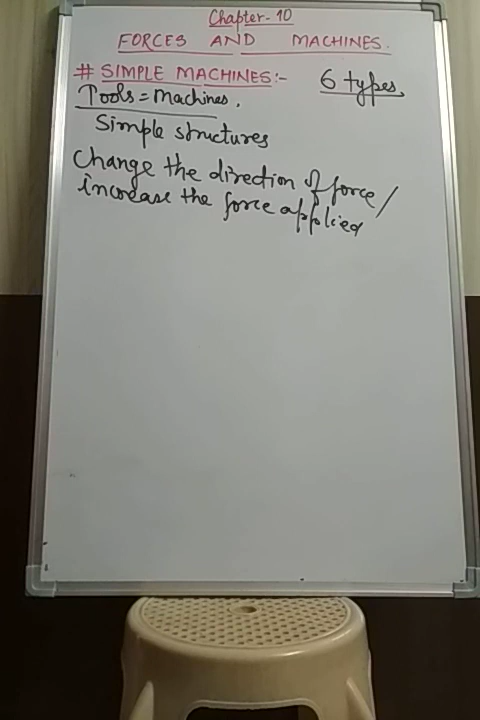 Chapter- 10
FORCES AND MACHINES.
# SIMPLE MACHINES:- 6 types.
Tools = Machines.
Simple structures
Change the direction of force/
increase the force applied